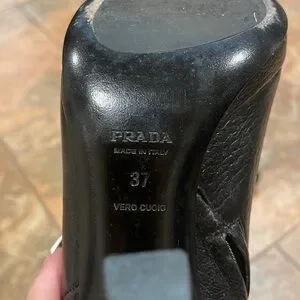 PRADA
MADE IN ITALY
37
VERO CUOIO